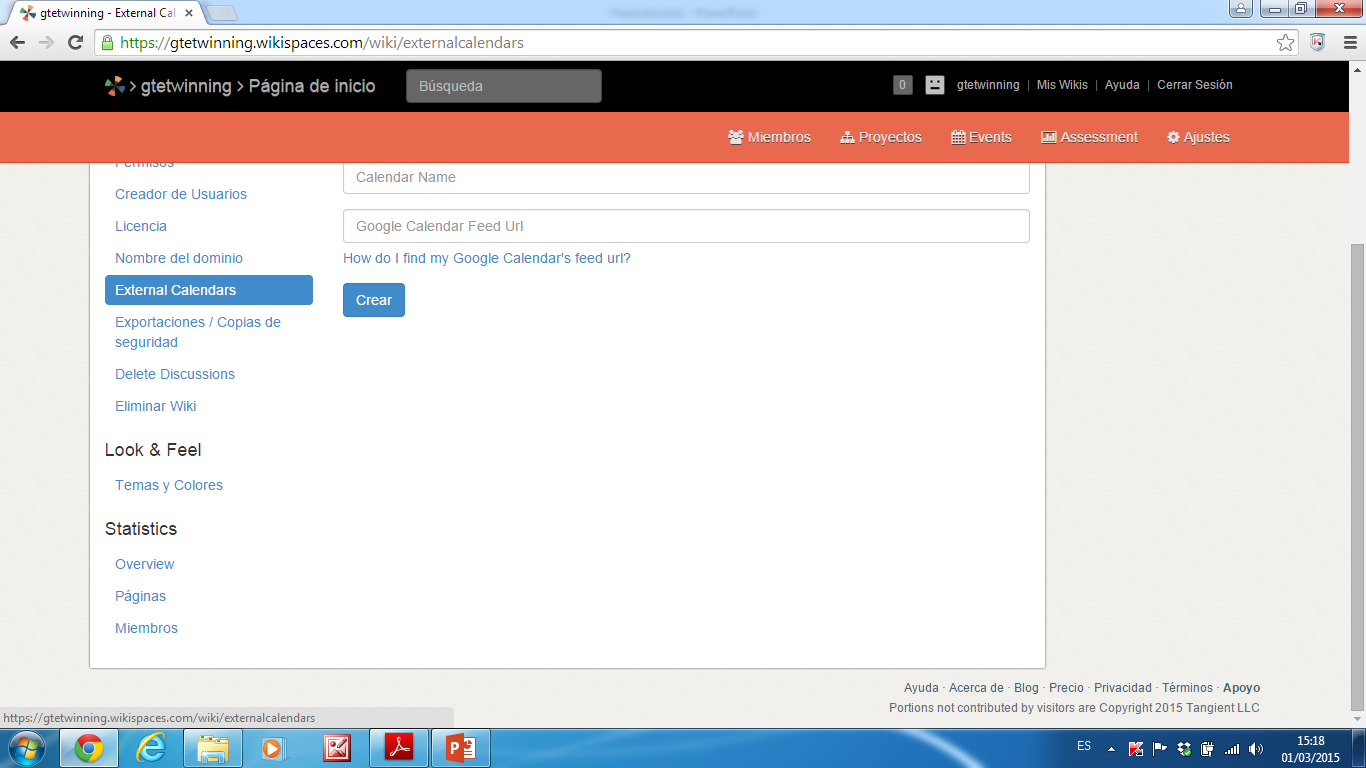 gtetwinning - External Cal
https://gtetwinning.wikispaces.com/wiki/externalcalendars
> gtetwinning > Página de inicio
Búsqueda
0
gtetwinning | Mis Wikis | Ayuda | Cerrar Sesión
Miembros
Proyectos
Events
Assessment
Ajustes
Permisos
Creador de Usuarios
Licencia
Nombre del dominio
External Calendars
Exportaciones / Copias de
seguridad
Delete Discussions
Eliminar Wiki
Look & Feel
Temas y Colores
Statistics
Overview
Páginas
Miembros
Calendar Name
Google Calendar Feed Url
How do I find my Google Calendar's feed url?
Crear
Ayuda · Acerca de · Blog · Precio · Privacidad · Términos · Apoyo
Portions not contributed by visitors are Copyright 2015 Tangient LLC
https://gtetwinning.wikispaces.com/wiki/externalcalendars
ES
15:18
01/03/2015